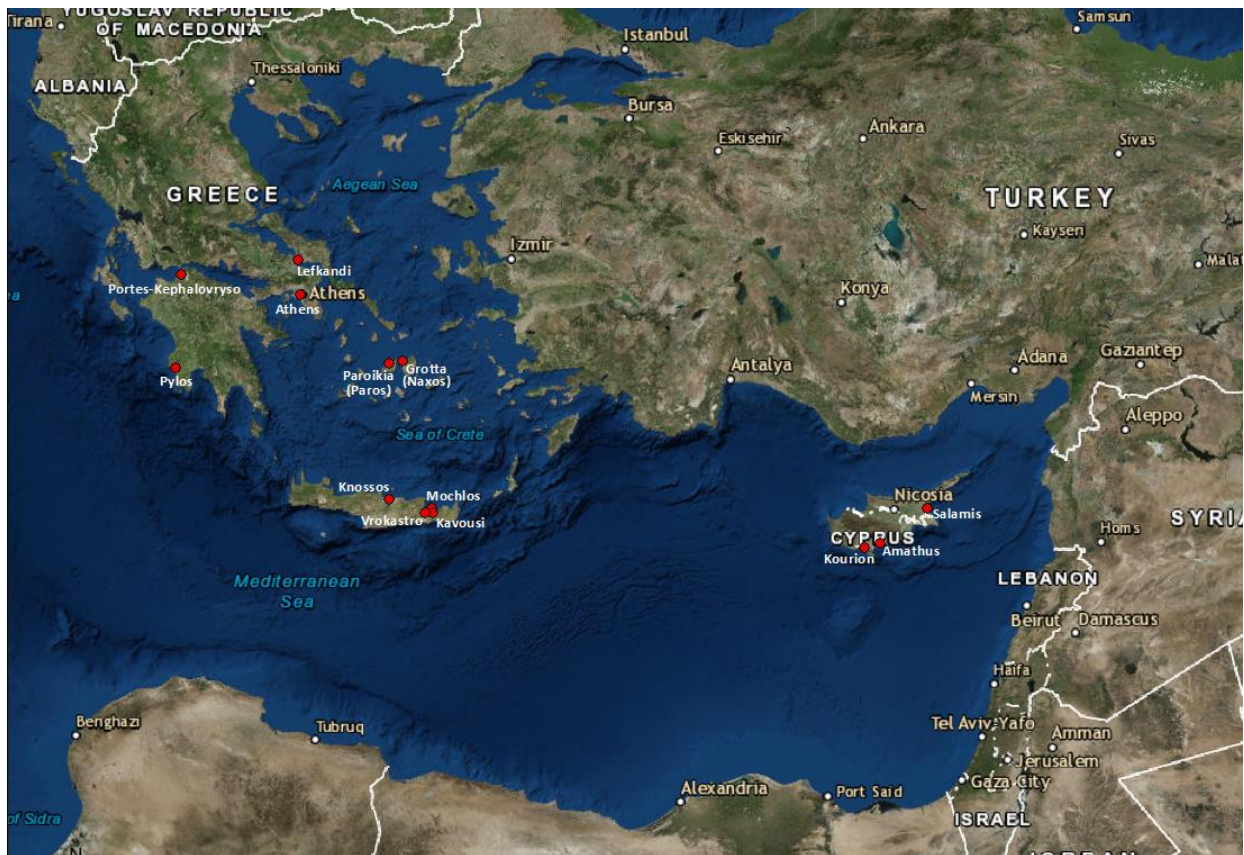 YUGOSLAV REPUBLIC
OF MACEDONIA
Tirana
Samsun
Istanbul
Thessaloniki
ALBANIA
Bursa
Ankara
Eskisehir
Sivas
Aegean Sea
GREECE
TURKEY
Kayseri
Izmir
Lefkandi
Portes-Kephalovryso
Athens
Athens
Konya
Pylos
Paroikia
(Paros)
Grotta
(Naxos)
Antalya
Adana
Gaziantep
Mersin
Aleppo
Sea of Crete
Knossos
Mochlos
Vrokastro
Kavousi
Nicosia
Salamis
CYPRUS
Kourion
Amathus
Homs
SYRIA
Mediterranean
Sea
LEBANON
Beirut
Damascus
Haifa
Benghazi
Tubruq
Tel Aviv-Yafo
Amman
Jerusalem
Gaza City
Alexandria
Port Said
of Sidra
ISRAEL
JORDAN